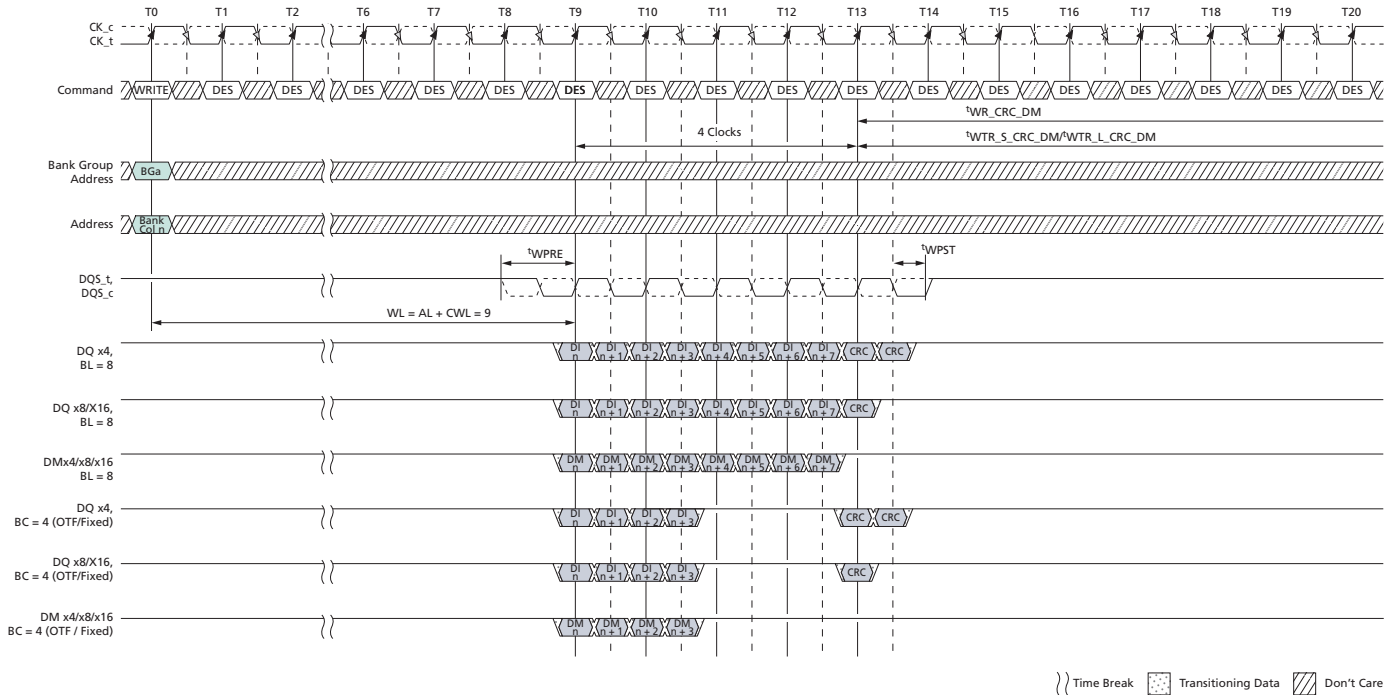 T0 T1 T2 T6 T7 T8 T9 T10 T11 T12 T13 T14 T15 T16 T17 T18 T19 T20
CK_c
CK_t
Command WRITE DES DES DES DES DES DES DES DES DES DES DES DES DES DES DES DES DES
tWR_CRC_DM
4 Clocks
tWTR_S_CRC_DM/tWTR_L_CRC_DM
Bank Group
Address
BGa
Address
Bank
Col n
tWPRE
tWPST
DQS_t,
DQS_c
WL = AL + CWL = 9
DQ x4,
BL = 8
DI n DI n + 1 DI n + 2 DI n + 3 DI n + 4 DI n + 5 DI n + 6 DI n + 7 CRC CRC
DQ x8/X16,
BL = 8
DI n DI n + 1 DI n + 2 DI n + 3 DI n + 4 DI n + 5 DI n + 6 DI n + 7 CRC
DMx4/x8/x16
BL = 8
DM n DM n + 1 DM n + 2 DM n + 3 DM n + 4 DM n + 5 DM n + 6 DM n + 7
DQ x4,
BC = 4 (OTF/Fixed)
DI n DI n + 1 DI n + 2 DI n + 3 CRC CRC
DQ x8/X16,
BC = 4 (OTF/Fixed)
DI n DI n + 1 DI n + 2 DI n + 3 CRC
DM x4/x8/x16
BC = 4 (OTF / Fixed)
DM n DM n + 1 DM n + 2 DM n + 3
Time Break Transitioning Data Don't Care